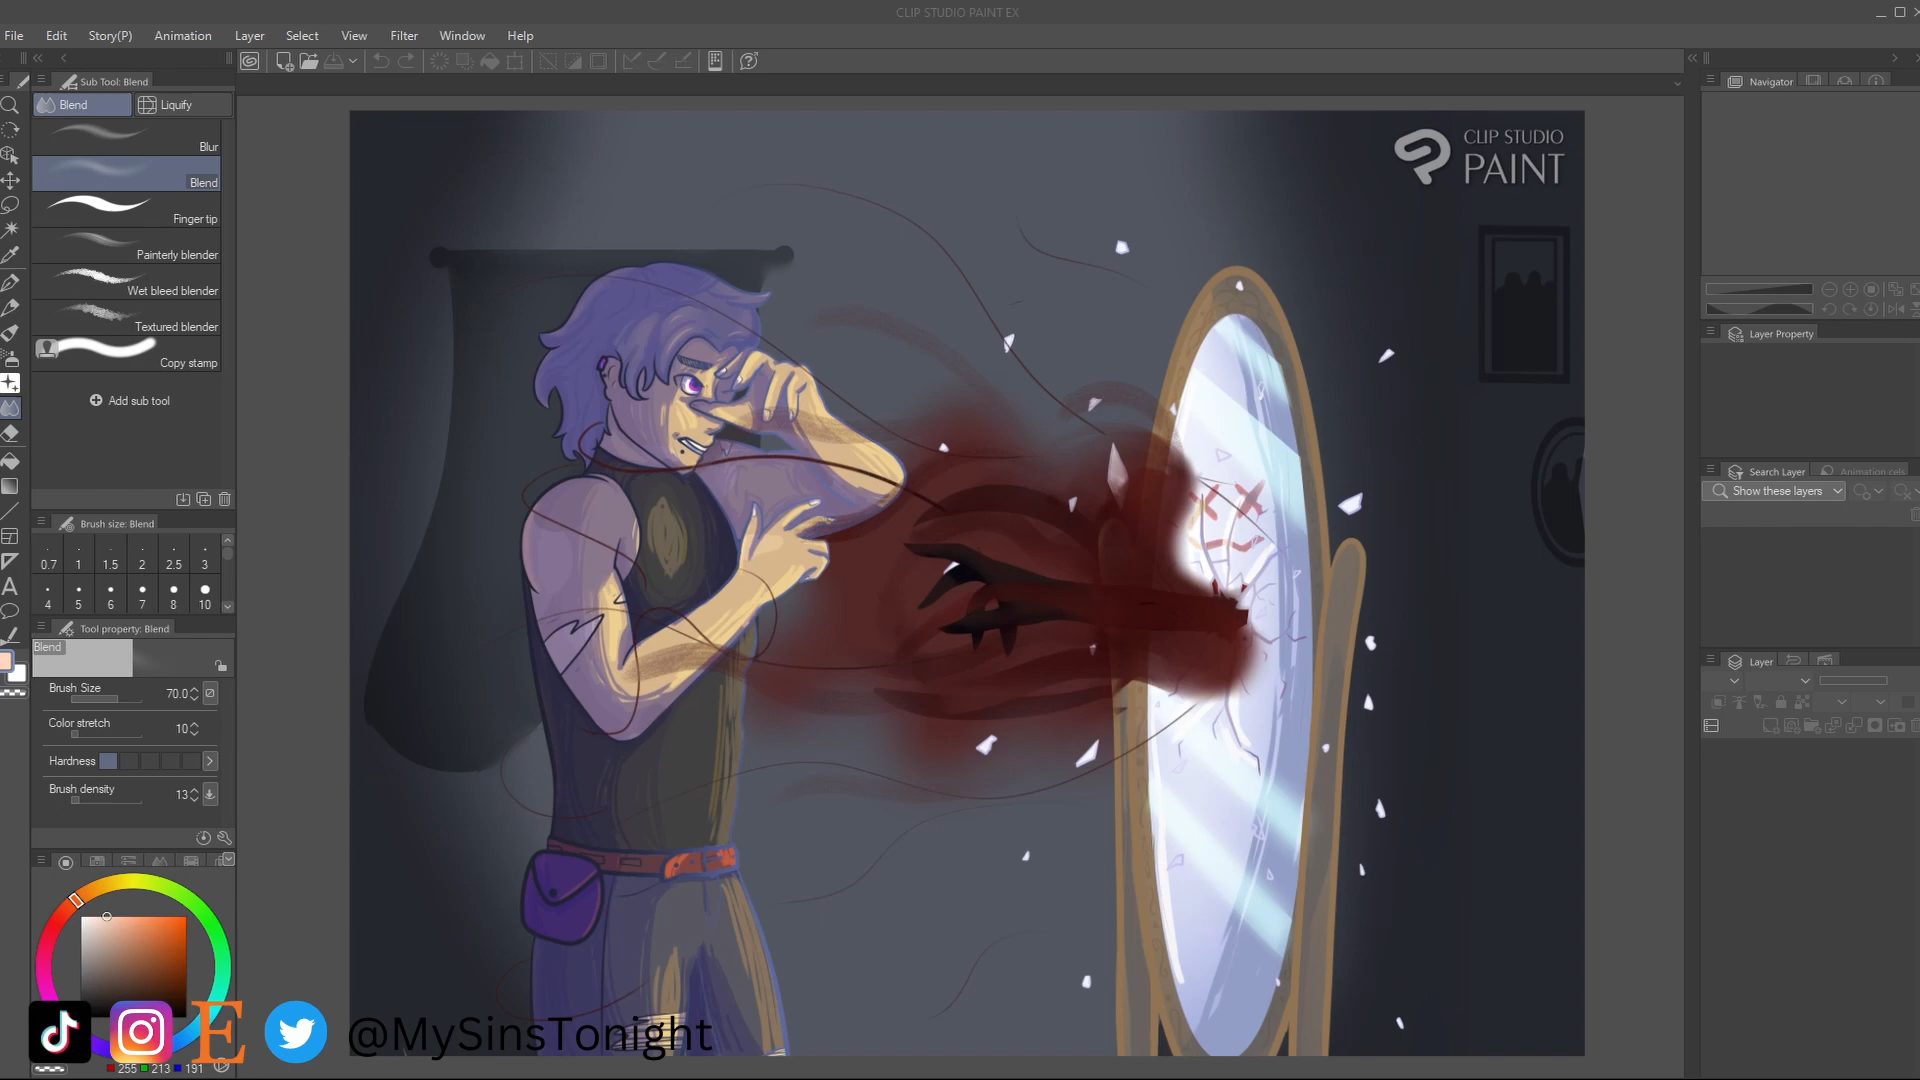 CLIP STUDIO PAINT EX
File Edit Story(P) Animation Layer Select View Filter Window Help
Sub Tool: Blend
Blend Liquify
Blur
Blend
Finger tip
Painterly blender
Wet bleed blender
Textured blender
Copy stamp
Add sub tool
Brush size: Blend
0.7 1 1.5 2 2.5 3
4 5 6 7 8 10
Tool property: Blend
Blend
Brush Size 70.0
Color stretch 10
Hardness
Brush density 13
255 213 191
CLIP STUDIO
PAINT
@MySinsTonight
Navigator
Layer Property
Search Layer Animation cels
Show these layers
Layer